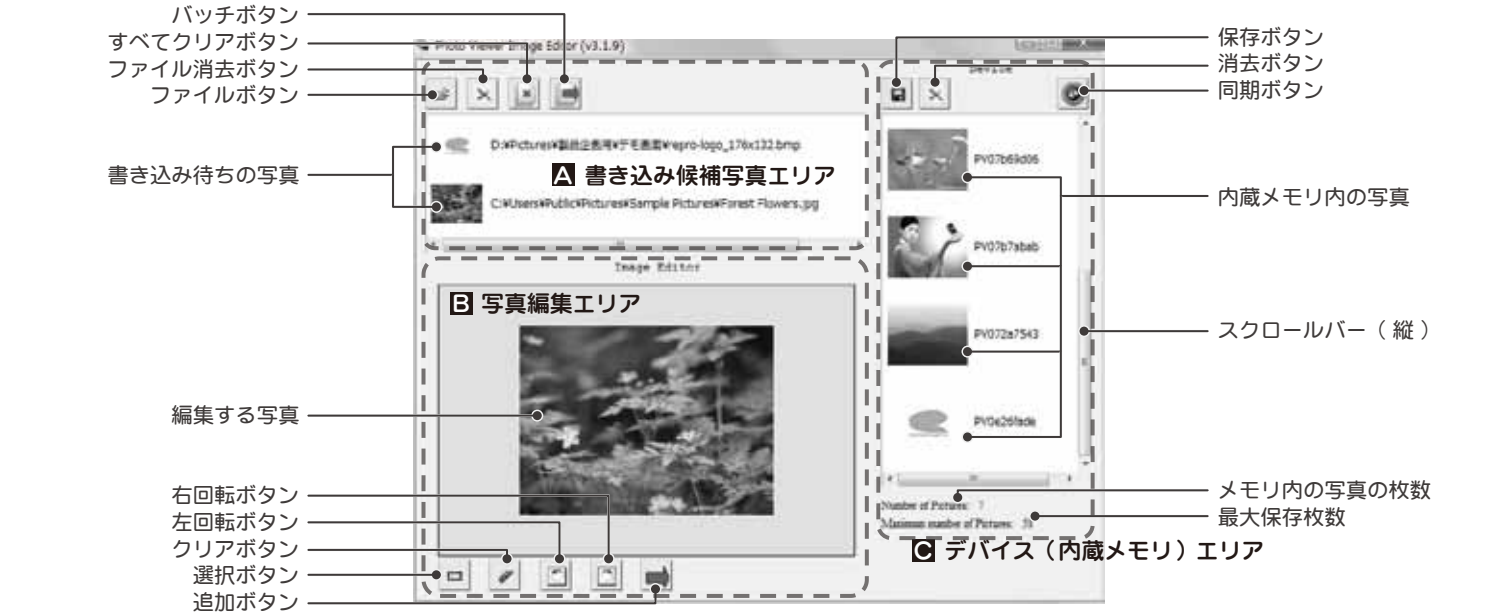 バッチボタン
すべてクリアボタン
ファイル消去ボタン
ファイルボタン
書き込み待ちの写真
編集する写真
右回転ボタン
左回転ボタン
クリアボタン
選択ボタン
追加ボタン
Photo Viewer Image Editor (v3.1.9)
D:¥Pictures¥製品企画用¥デモ画面¥repro-logo_176x132.bmp
A 書き込み候補写真エリア
C:¥Users¥Public¥Pictures¥Sample Pictures¥Forest Flowers.jpg
Image Editor
B 写真編集エリア
Device
PV07b69d06
PV07b7abab
PV072a7543
PV0e26fade
Number of Pictures: 7
Maximum number of Pictures:
C デバイス（内蔵メモリ）エリア
保存ボタン
消去ボタン
同期ボタン
内蔵メモリ内の写真
スクロールバー（ 縦 ）
メモリ内の写真の枚数
最大保存枚数